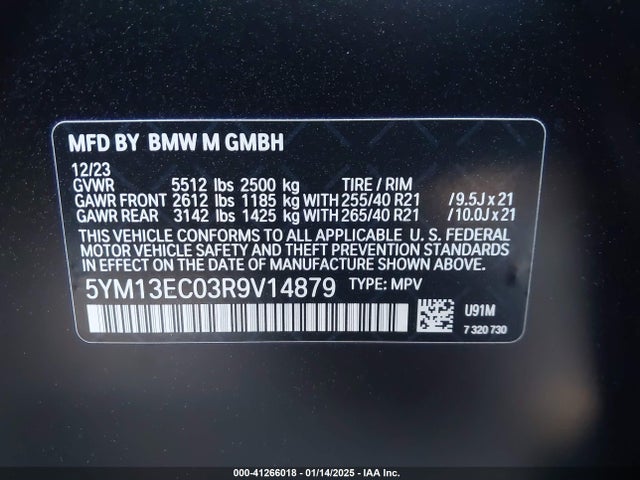 MFD BY BMW M GMBH
12/23
GVWR 5512 lbs 2500 kg TIRE / RIM
GAWR FRONT 2612 lbs 1185 kg WITH 255/40 R21 / 9.5J x 21
GAWR REAR 3142 lbs 1425 kg WITH 265/40 R21 / 10.0J x 21
THIS VEHICLE CONFORMS TO ALL APPLICABLE U. S. FEDERAL
MOTOR VEHICLE SAFETY AND THEFT PREVENTION STANDARDS
IN EFFECT ON THE DATE OF MANUFACTURE SHOWN ABOVE.
5YM13EC03R9V14879 TYPE: MPV
U91M
7 320 730
000-41266018 - 01/14/2025 - IAA Inc.